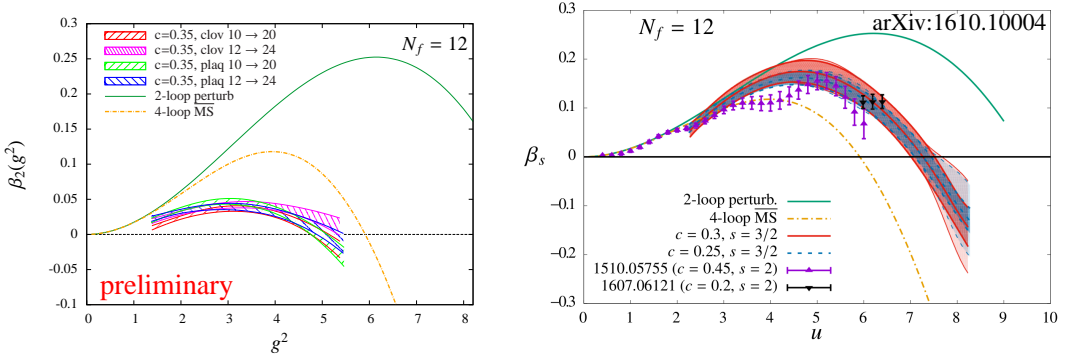 N_f = 12
c=0.35, clov 10 → 20
c=0.35, clov 12 → 24
c=0.35, plaq 10 → 20
c=0.35, plaq 12 → 24
2-loop perturb
4-loop M̅S̅
0.3
0.25
0.2
0.15
0.1
0.05
0
-0.05
-0.1
β₂(g²)
preliminary
0 1 2 3 4 5 6 7 8
g²
arXiv:1610.10004
N_f = 12
0.3
0.2
0.1
0
−0.1
−0.2
−0.3
β_s
2-loop perturb.
4-loop M̅S̅
c = 0.3, s = 3/2
c = 0.25, s = 3/2
1510.05755 (c = 0.45, s = 2)
1607.06121 (c = 0.2, s = 2)
0 1 2 3 4 5 6 7 8 9 10
u